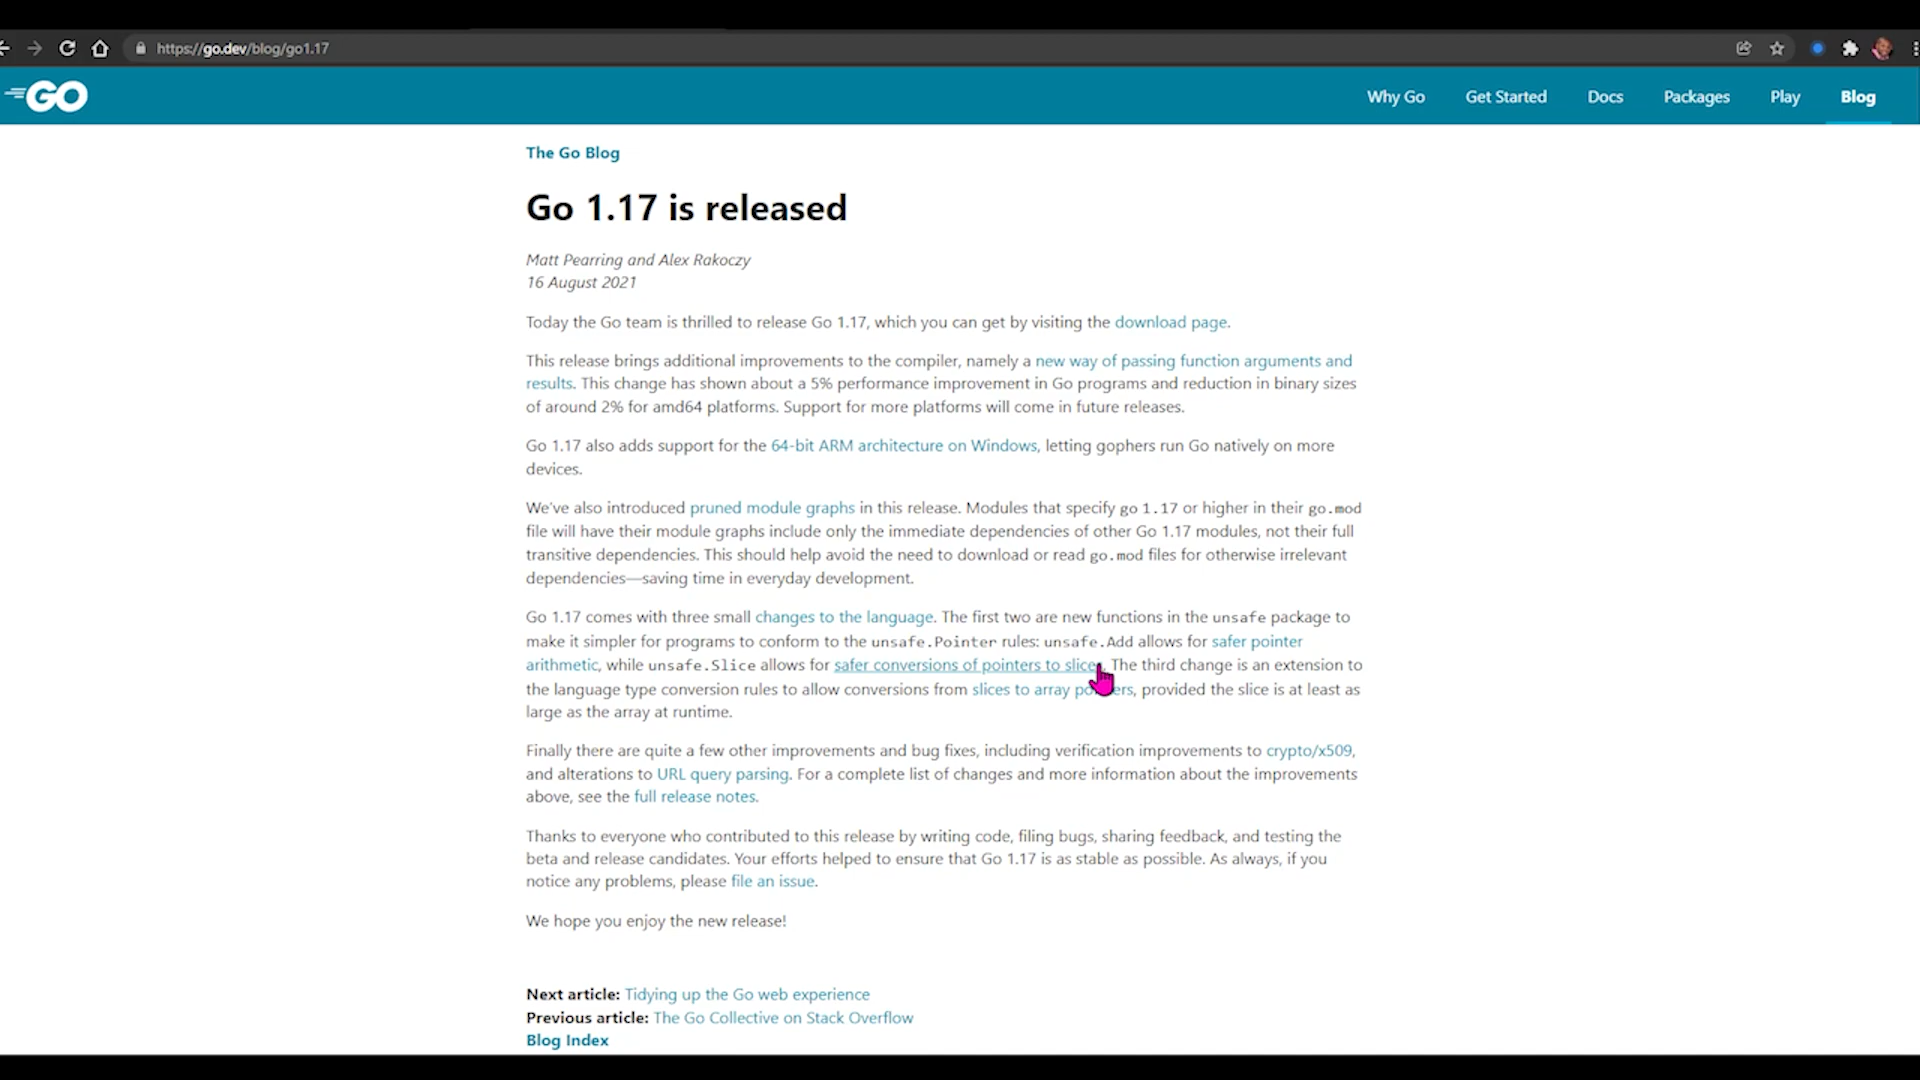 https://go.dev/blog/go1.17
GO
Why Go
Get Started
Docs
Packages
Play
Blog
The Go Blog
Go 1.17 is released
Matt Pearring and Alex Rakoczy
16 August 2021
Today the Go team is thrilled to release Go 1.17, which you can get by visiting the download page.
This release brings additional improvements to the compiler, namely a new way of passing function arguments and
results. This change has shown about a 5% performance improvement in Go programs and reduction in binary sizes
of around 2% for amd64 platforms. Support for more platforms will come in future releases.
Go 1.17 also adds support for the 64-bit ARM architecture on Windows, letting gophers run Go natively on more
devices.
We've also introduced pruned module graphs in this release. Modules that specify go 1.17 or higher in their go.mod
file will have their module graphs include only the immediate dependencies of other Go 1.17 modules, not their full
transitive dependencies. This should help avoid the need to download or read go.mod files for otherwise irrelevant
dependencies—saving time in everyday development.
Go 1.17 comes with three small changes to the language. The first two are new functions in the unsafe package to
make it simpler for programs to conform to the unsafe.Pointer rules: unsafe.Add allows for safer pointer
arithmetic, while unsafe.Slice allows for safer conversions of pointers to slices. The third change is an extension to
the language type conversion rules to allow conversions from slices to array pointers, provided the slice is at least as
large as the array at runtime.
Finally there are quite a few other improvements and bug fixes, including verification improvements to crypto/x509,
and alterations to URL query parsing. For a complete list of changes and more information about the improvements
above, see the full release notes.
Thanks to everyone who contributed to this release by writing code, filing bugs, sharing feedback, and testing the
beta and release candidates. Your efforts helped to ensure that Go 1.17 is as stable as possible. As always, if you
notice any problems, please file an issue.
We hope you enjoy the new release!
Next article: Tidying up the Go web experience
Previous article: The Go Collective on Stack Overflow
Blog Index